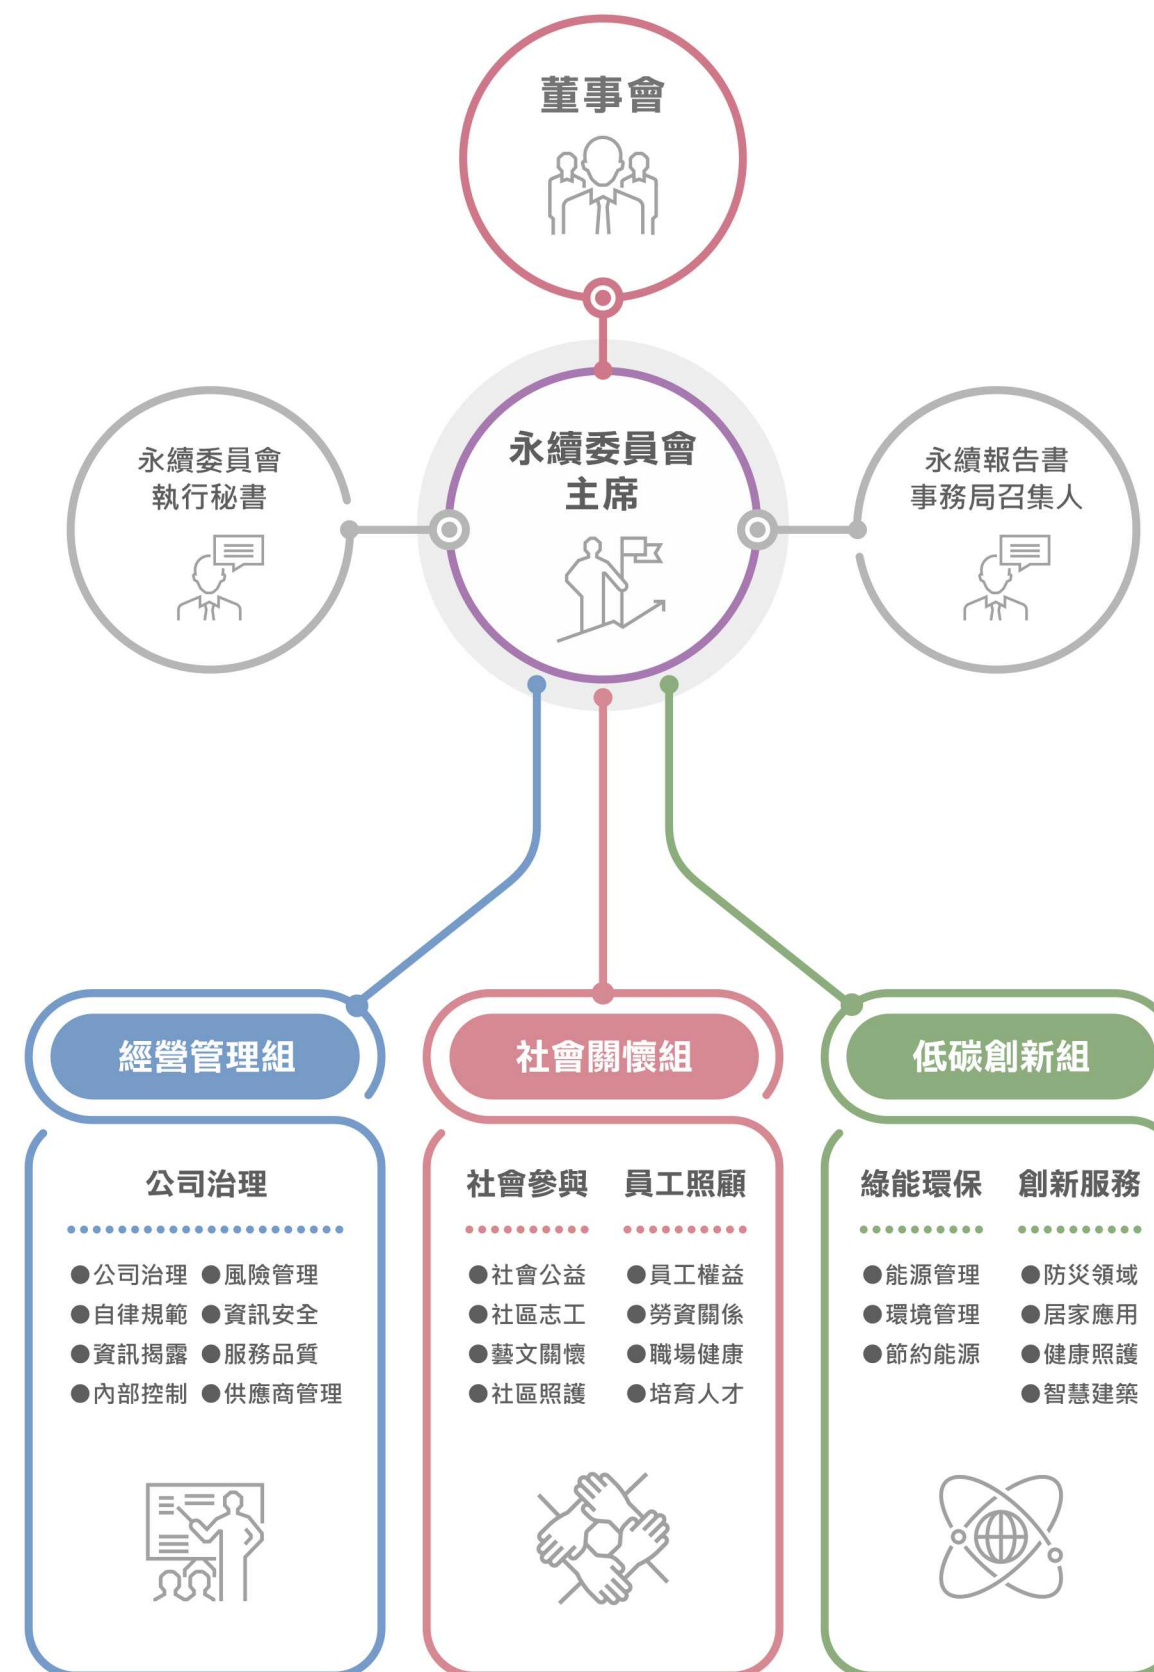 董事會
永續委員會
執行秘書
永續委員會
主席
永續報告書
事務局召集人
經營管理組
公司治理
●公司治理 ●風險管理
●自律規範 ●資訊安全
●資訊揭露 ●服務品質
●內部控制 ●供應商管理
社會關懷組
社會參與
●社會公益
●社區志工
●藝文關懷
●社區照護
員工照顧
●員工權益
●勞資關係
●職場健康
●培育人才
低碳創新組
綠能環保
●能源管理
●環境管理
●節約能源
創新服務
●防災領域
●居家應用
●健康照護
●智慧建築